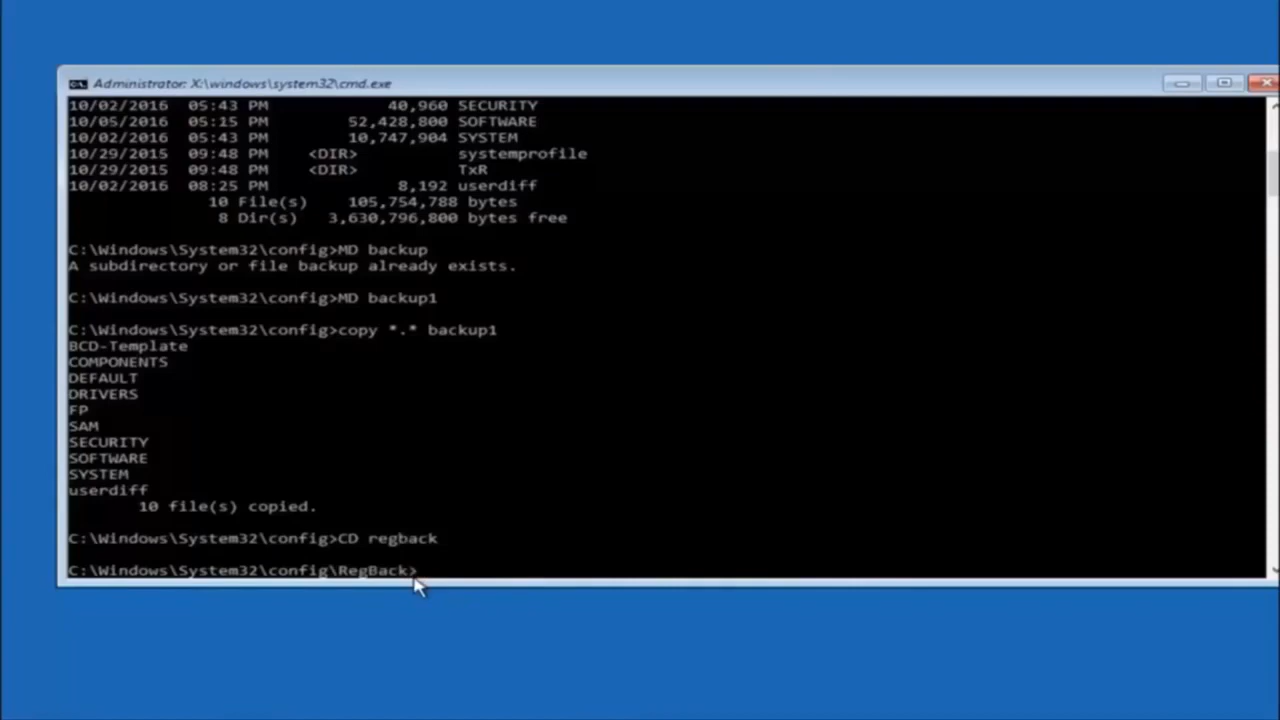 Administrator: X:\windows\system32\cmd.exe
10/02/2016  05:43 PM            40,960 SECURITY
10/05/2016  05:15 PM        52,428,800 SOFTWARE
10/02/2016  05:43 PM        10,747,904 SYSTEM
10/29/2015  09:48 PM    <DIR>          systemprofile
10/29/2015  09:48 PM    <DIR>          TxR
10/02/2016  08:25 PM             8,192 userdiff
              10 File(s)    105,754,788 bytes
               8 Dir(s)   3,630,796,800 bytes free
C:\Windows\System32\config>MD backup
A subdirectory or file backup already exists.
C:\Windows\System32\config>MD backup1
C:\Windows\System32\config>copy *.* backup1
BCD-Template
COMPONENTS
DEFAULT
DRIVERS
FP
SAM
SECURITY
SOFTWARE
SYSTEM
userdiff
       10 file(s) copied.
C:\Windows\System32\config>CD regback
C:\Windows\System32\config\RegBack>